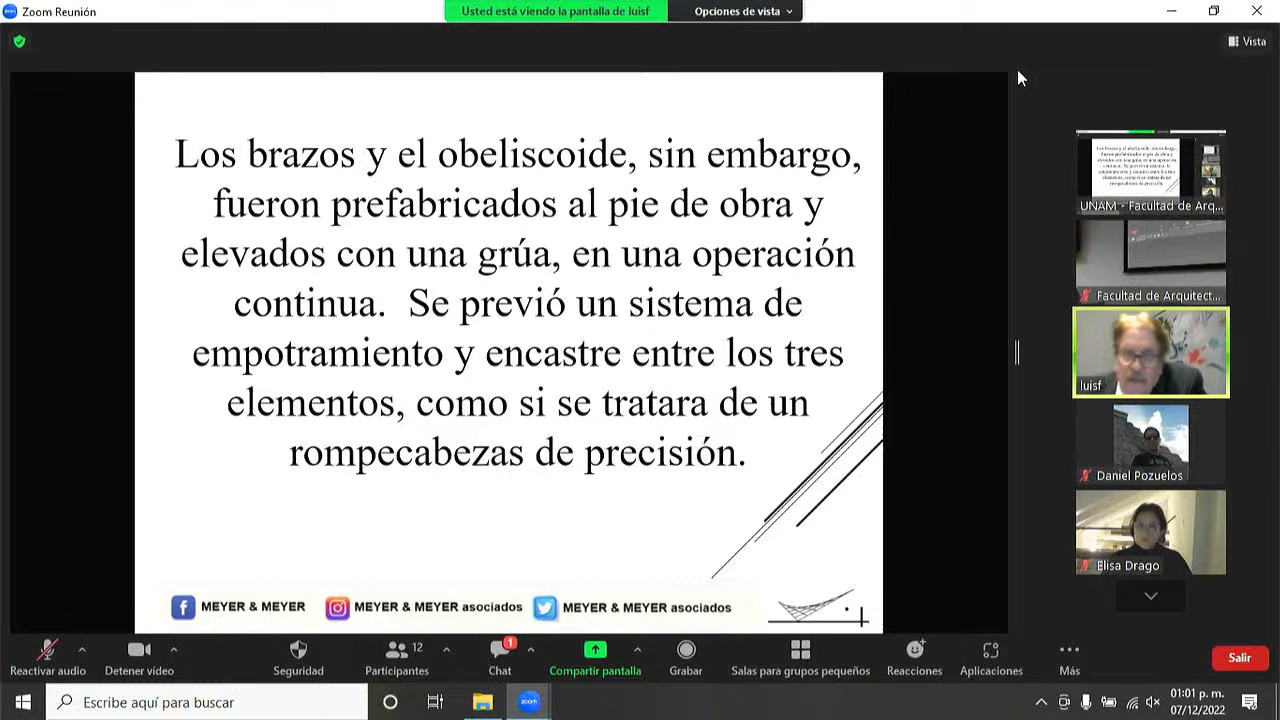 Zoom Reunión
Usted está viendo la pantalla de luisf
Opciones de vista
Vista
Los brazos y el obeliscoide, sin embargo,
fueron prefabricados al pie de obra y
elevados con una grúa, en una operación
continua. Se previó un sistema de
empotramiento y encastre entre los tres
elementos, como si se tratara de un
rompecabezas de precisión.
MEYER & MEYER
MEYER & MEYER asociados
MEYER & MEYER asociados
UNAM - Facultad de Arq...
Facultad de Arquitect...
luisf
Daniel Pozuelos
Elisa Drago
Reactivar audio
Detener vídeo
Seguridad
12
Participantes
1
Chat
Compartir pantalla
Grabar
Salas para grupos pequeños
Reacciones
Aplicaciones
Más
Salir
Escribe aquí para buscar
zoom
01:01 p. m.
07/12/2022